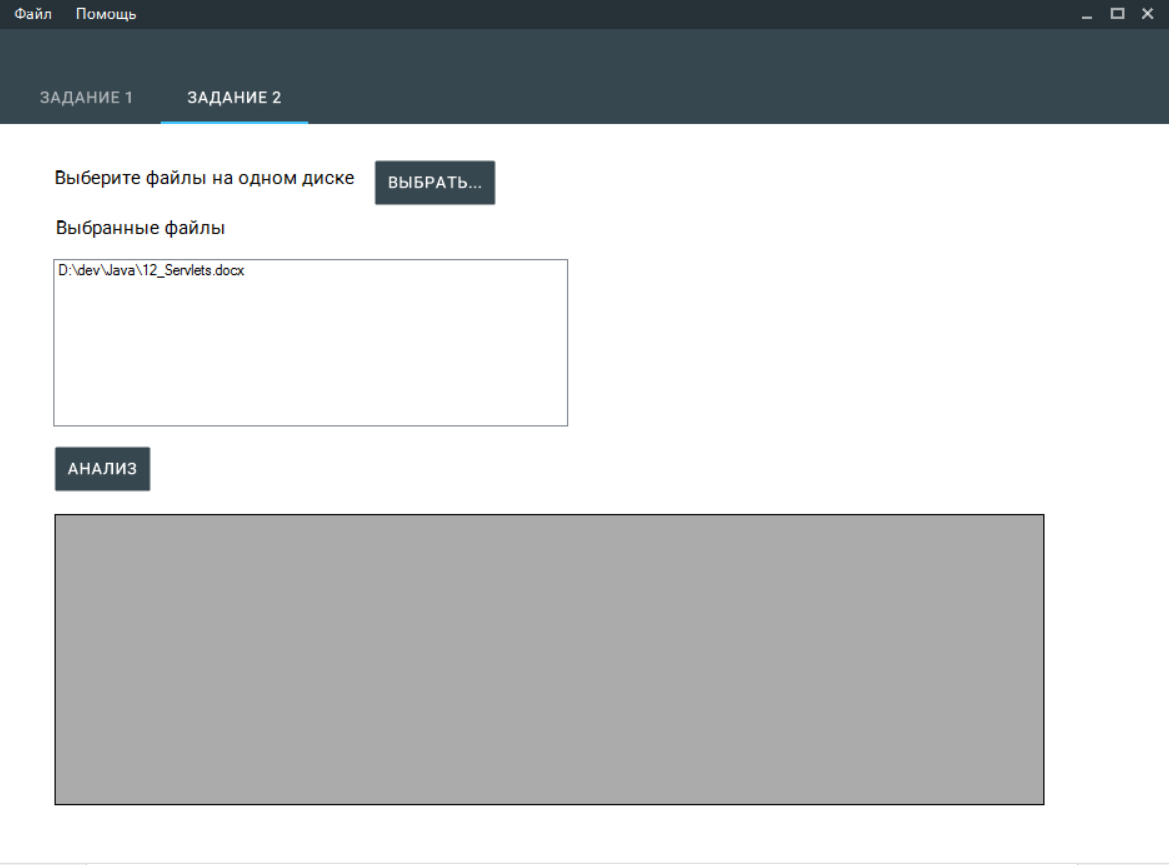 Файл Помощь
ЗАДАНИЕ 1 ЗАДАНИЕ 2
Выберите файлы на одном диске ВЫБРАТЬ...
Выбранные файлы
D:\dev\Java\12_Servlets.docx
АНАЛИЗ